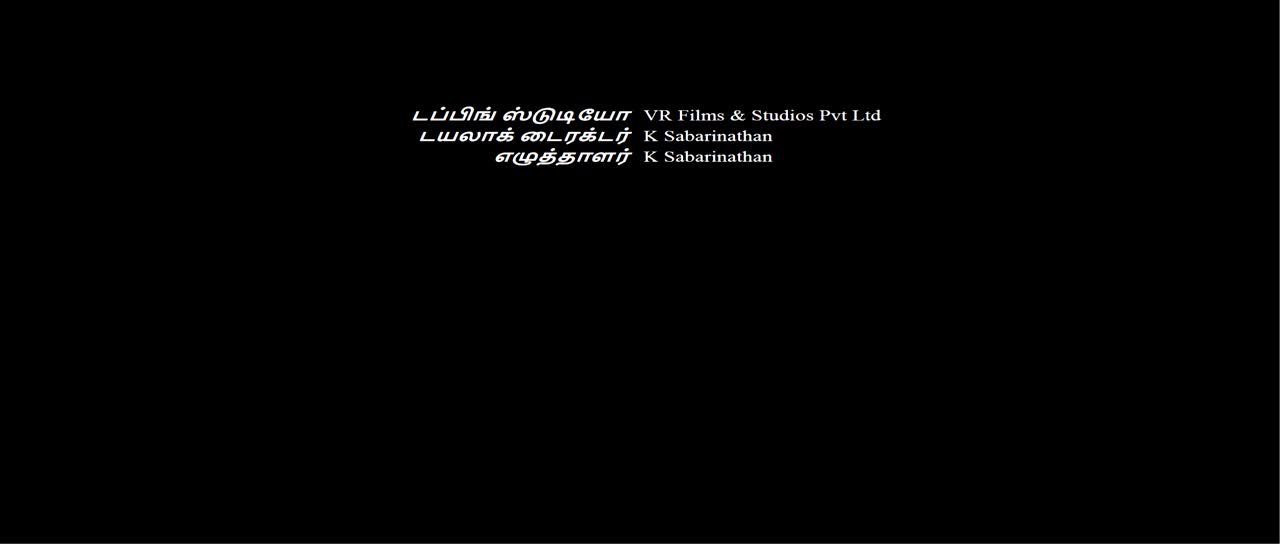 டப்பிங் ஸ்டுடியோ VR Films & Studios Pvt Ltd
டயலாக் டைரக்டர் K Sabarinathan
எழுத்தாளர் K Sabarinathan